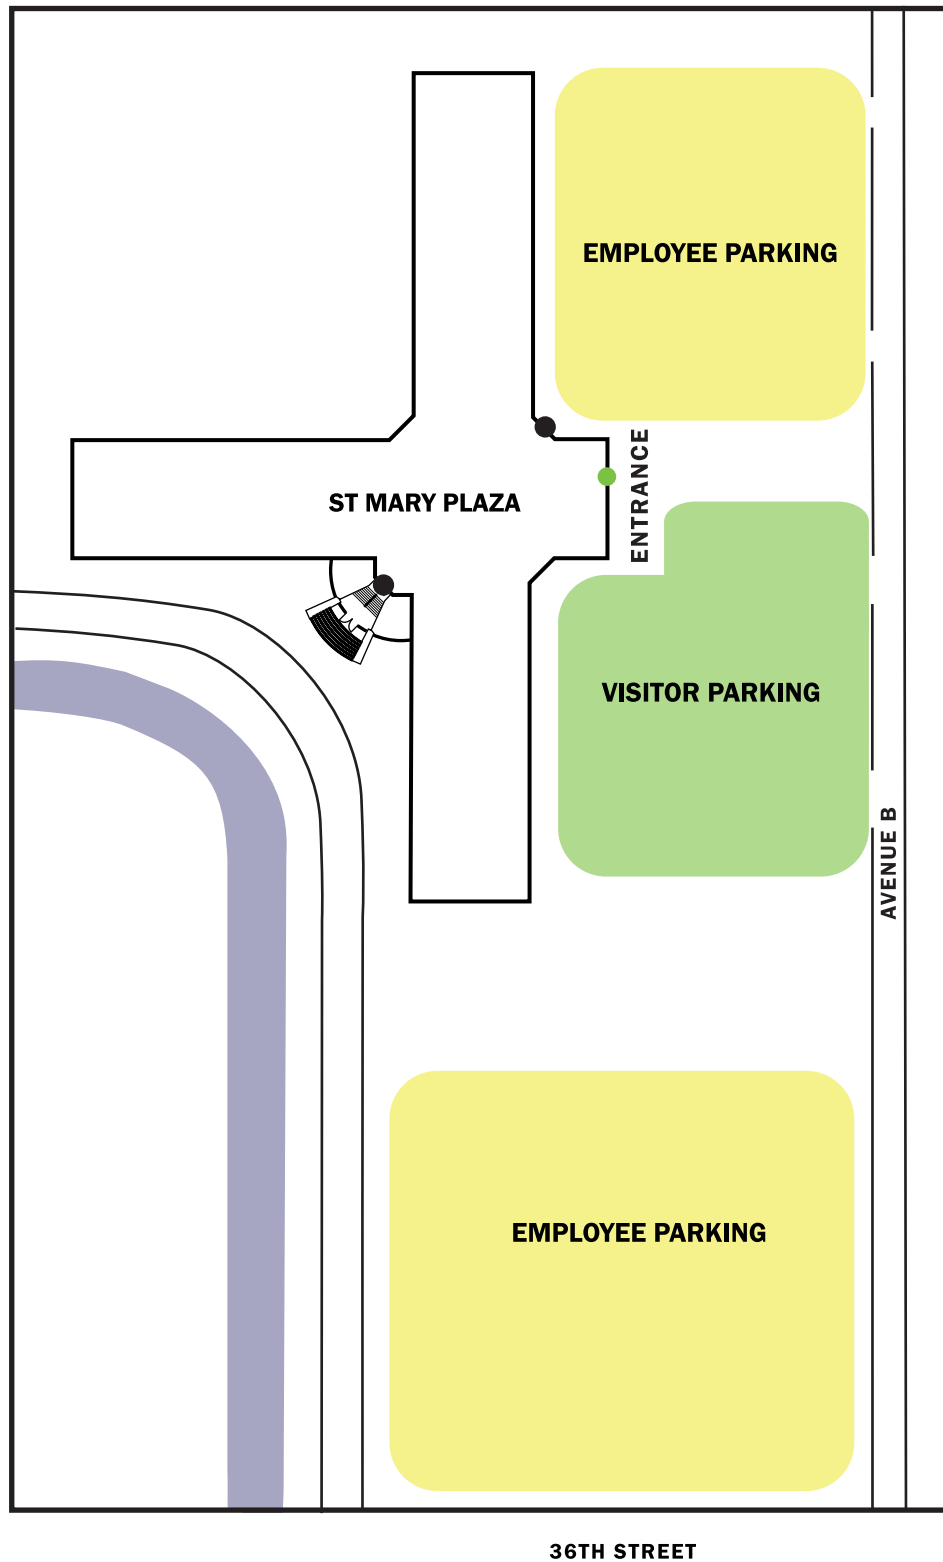 EMPLOYEE PARKING
ENTRANCE
ST MARY PLAZA
VISITOR PARKING
AVENUE B
EMPLOYEE PARKING
36TH STREET